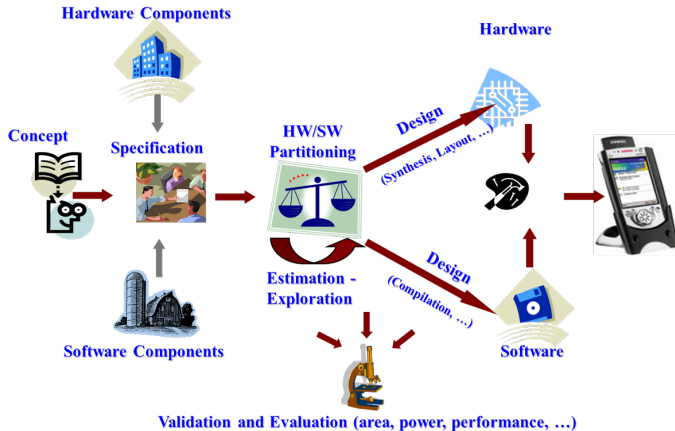 Hardware Components
Hardware
Concept
Specification
HW/SW
Partitioning
Design
(Synthesis, Layout, …)
Estimation -
Exploration
Design
(Compilation, …)
Software Components
Software
Validation and Evaluation (area, power, performance, …)